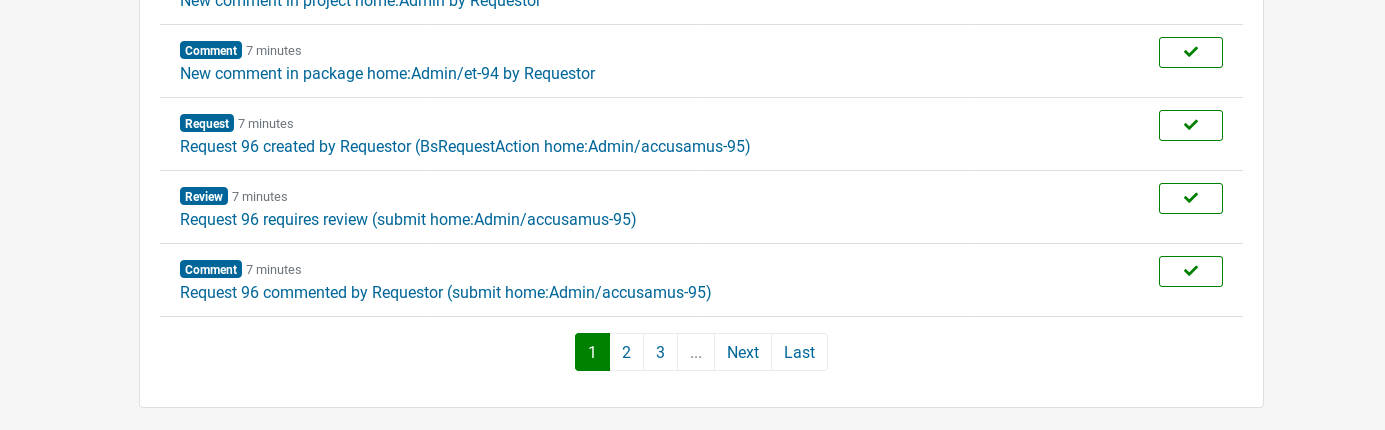 New comment in project home:Admin by Requestor
Comment 7 minutes
New comment in package home:Admin/et-94 by Requestor
Request 7 minutes
Request 96 created by Requestor (BsRequestAction home:Admin/accusamus-95)
Review 7 minutes
Request 96 requires review (submit home:Admin/accusamus-95)
Comment 7 minutes
Request 96 commented by Requestor (submit home:Admin/accusamus-95)
1 2 3 ... Next Last